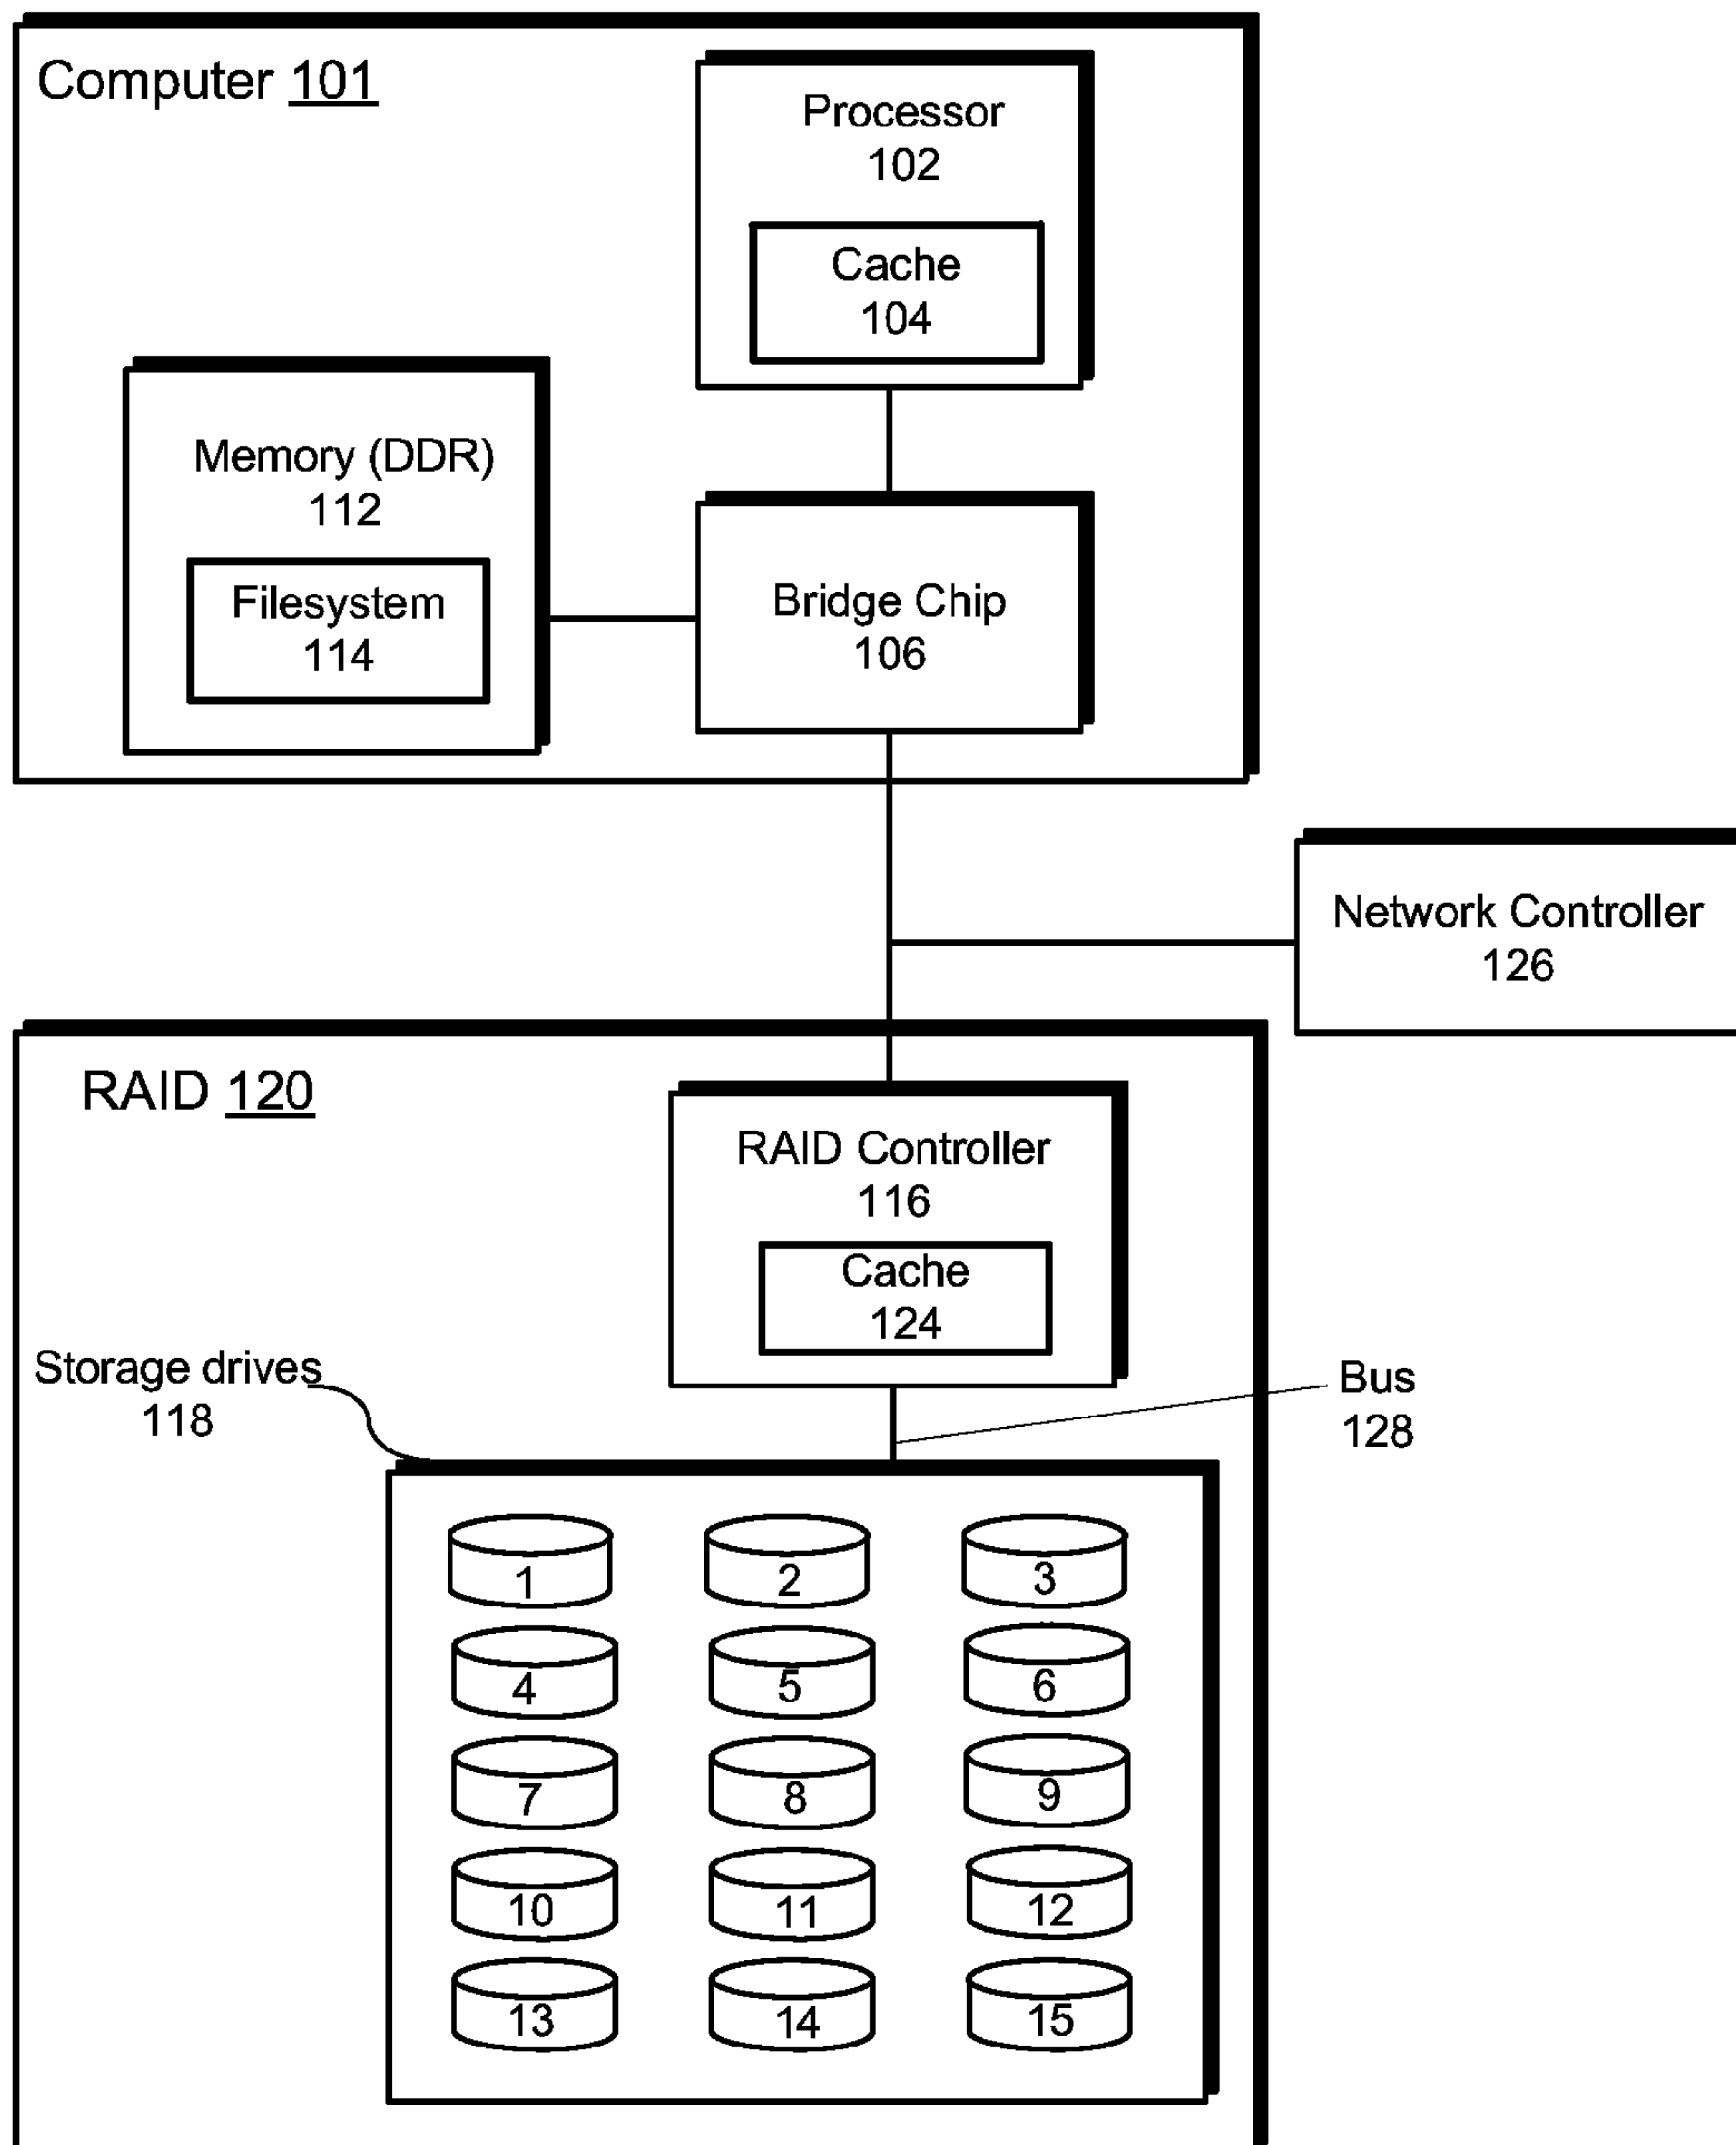 Computer 101
Processor
102
Cache
104
Memory (DDR)
112
Filesystem
114
Bridge Chip
106
Network Controller
126
RAID 120
RAID Controller
116
Cache
124
Storage drives
118
Bus
128
1 2 3
4 5 6
7 8 9
10 11 12
13 14 15